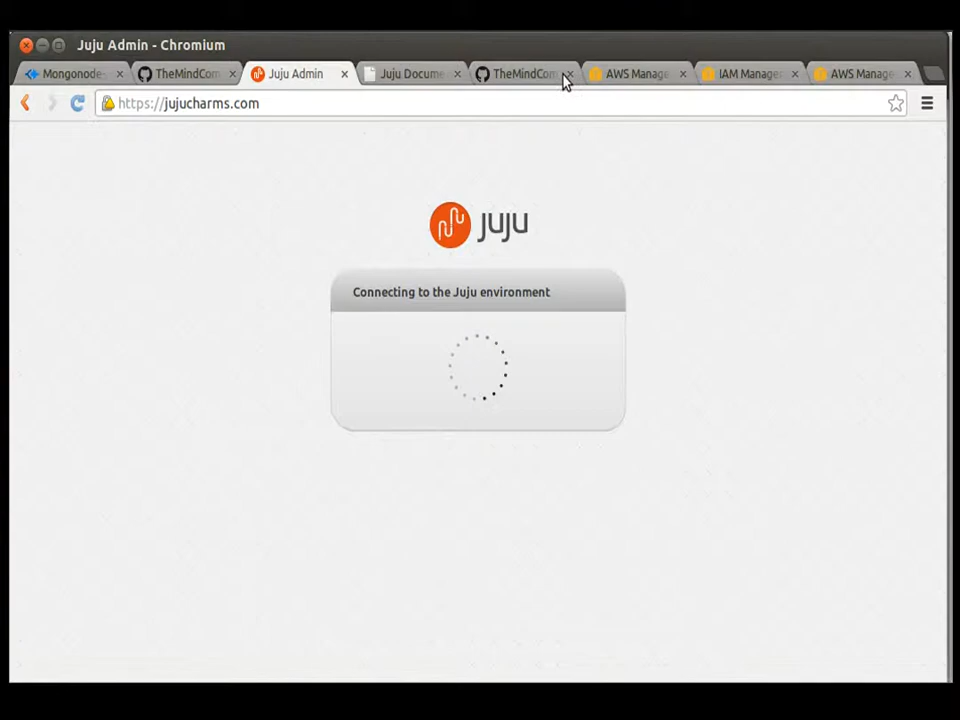 Juju Admin - Chromium
Mongonode- TheMindCom Juju Admin Juju Docume TheMindCom AWS Manage IAM Manage AWS Manage
https://jujucharms.com
juju
Connecting to the Juju environment